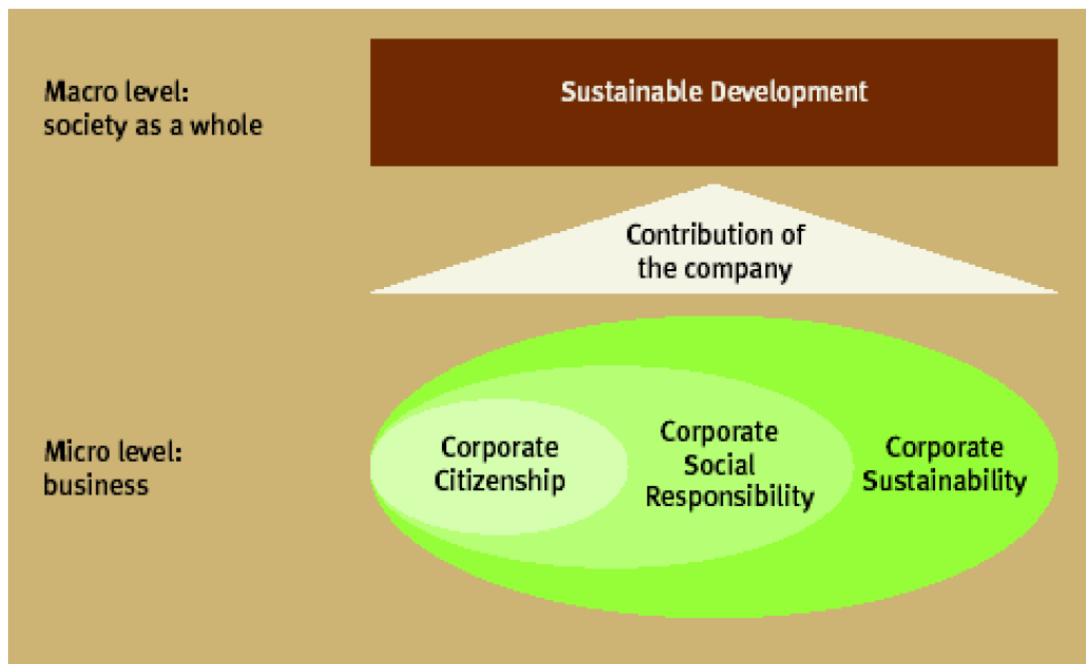 Macro level:
society as a whole
Sustainable Development
Contribution of
the company
Micro level:
business
Corporate
Citizenship
Corporate
Social
Responsibility
Corporate
Sustainability